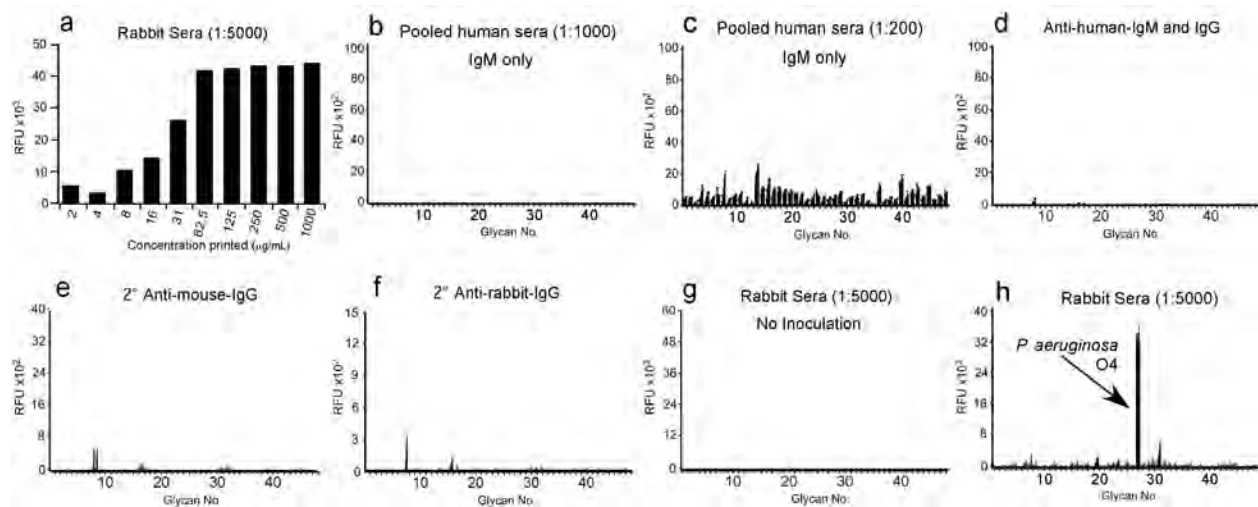 a
Rabbit Sera (1:5000)
RFU x10³
50
40
30
20
10
0
2 4 8 16 31 62.5 125 250 500 1000
Concentration printed (μg/mL)
b
Pooled human sera (1:1000)
IgM only
RFU x10²
100
80
60
40
20
0
10 20 30 40
Glycan No.
c
Pooled human sera (1:200)
IgM only
RFU x10²
100
80
60
40
20
0
10 20 30 40
Glycan No.
d
Anti-human-IgM and IgG
RFU x10²
100
80
60
40
20
0
10 20 30 40
Glycan No.
e
2° Anti-mouse-IgG
RFU x10²
40
32
24
16
8
0
10 20 30 40
Glycan No.
f
2° Anti-rabbit-IgG
RFU
15
12
9
6
3
0
10 20 30 40
Glycan No.
g
Rabbit Sera (1:5000)
No Inoculation
RFU x10³
60
48
36
24
12
0
10 20 30 40
Glycan No.
h
Rabbit Sera (1:5000)
P. aeruginosa
O4
RFU x10²
40
32
24
16
8
0
10 20 30 40
Glycan No.